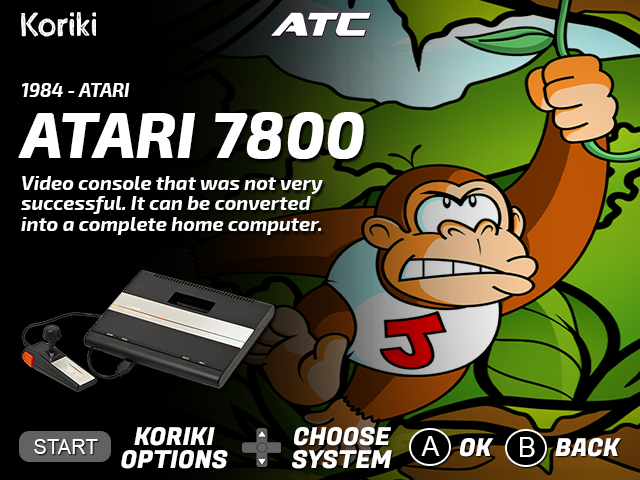 Koriki
ATC
1984 - ATARI
ATARI 7800
Video console that was not very
successful. It can be converted
into a complete home computer.
J
START
KORIKI
OPTIONS
CHOOSE
SYSTEM
A OK
B BACK